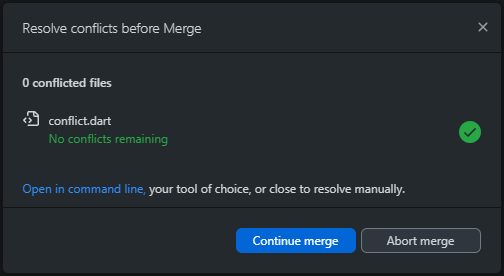 Resolve conflicts before Merge
0 conflicted files
conflict.dart
No conflicts remaining
Open in command line, your tool of choice, or close to resolve manually.
Continue merge
Abort merge